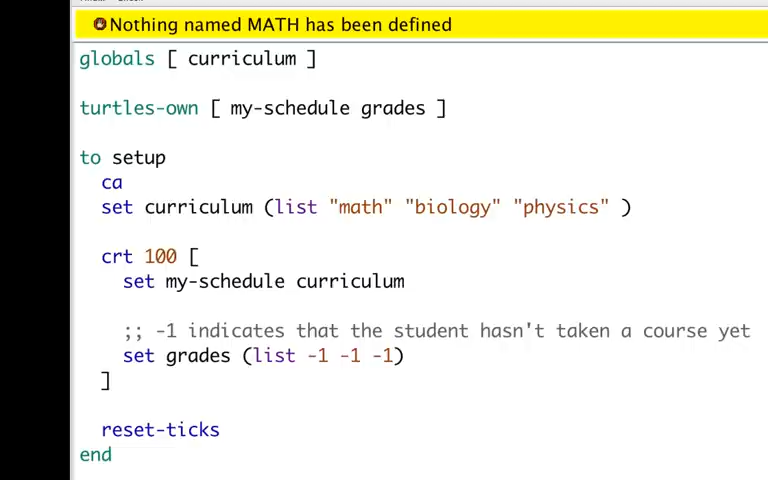 Nothing named MATH has been defined
globals [ curriculum ]
turtles-own [ my-schedule grades ]
to setup
ca
set curriculum (list "math" "biology" "physics" )
crt 100 [
set my-schedule curriculum
;; -1 indicates that the student hasn't taken a course yet
set grades (list -1 -1 -1)
]
reset-ticks
end